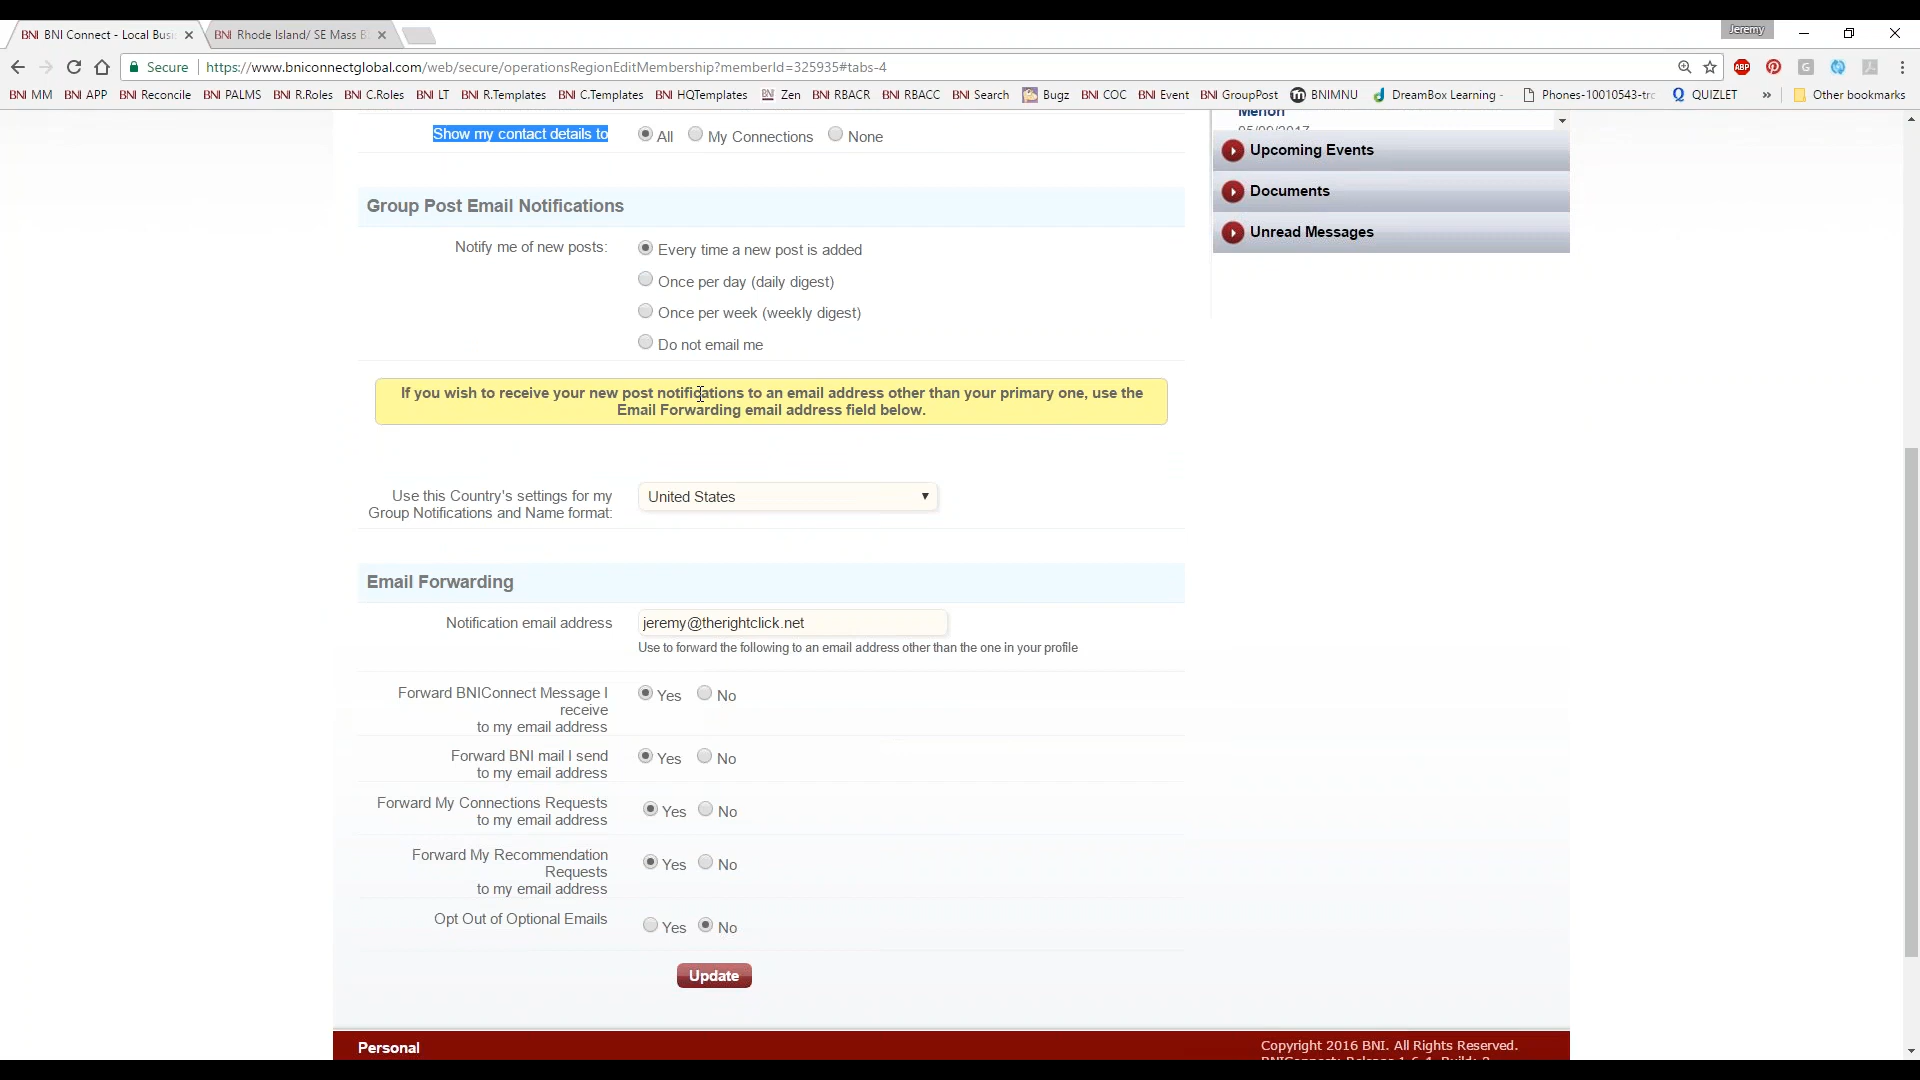 BNI BNI Connect - Local Busi
BNI Rhode Island/ SE Mass B
Jeremy
Secure
https://www.bniconnectglobal.com/web/secure/operationsRegionEditMembership?memberId=325935#tabs-4
ABP
BNI MM BNI APP BNI Reconcile BNI PALMS BNI R.Roles BNI C.Roles BNI LT BNI R.Templates BNI C.Templates BNI HQTemplates BNI Zen BNI RBACR BNI RBACC BNI Search Bugz BNI COC BNI Event BNI GroupPost BNIMNU DreamBox Learning - Phones-10010543-trc QUIZLET » Other bookmarks
Show my contact details to All My Connections None
Menon
05/09/2017
Upcoming Events
Documents
Unread Messages
Group Post Email Notifications
Notify me of new posts: Every time a new post is added
Once per day (daily digest)
Once per week (weekly digest)
Do not email me
If you wish to receive your new post notifications to an email address other than your primary one, use the
Email Forwarding email address field below.
Use this Country's settings for my
Group Notifications and Name format:
United States
Email Forwarding
Notification email address jeremy@therightclick.net
Use to forward the following to an email address other than the one in your profile
Forward BNIConnect Message I
receive
to my email address
Yes No
Forward BNI mail I send
to my email address
Yes No
Forward My Connections Requests
to my email address
Yes No
Forward My Recommendation
Requests
to my email address
Yes No
Opt Out of Optional Emails Yes No
Update
Personal
Copyright 2016 BNI. All Rights Reserved.